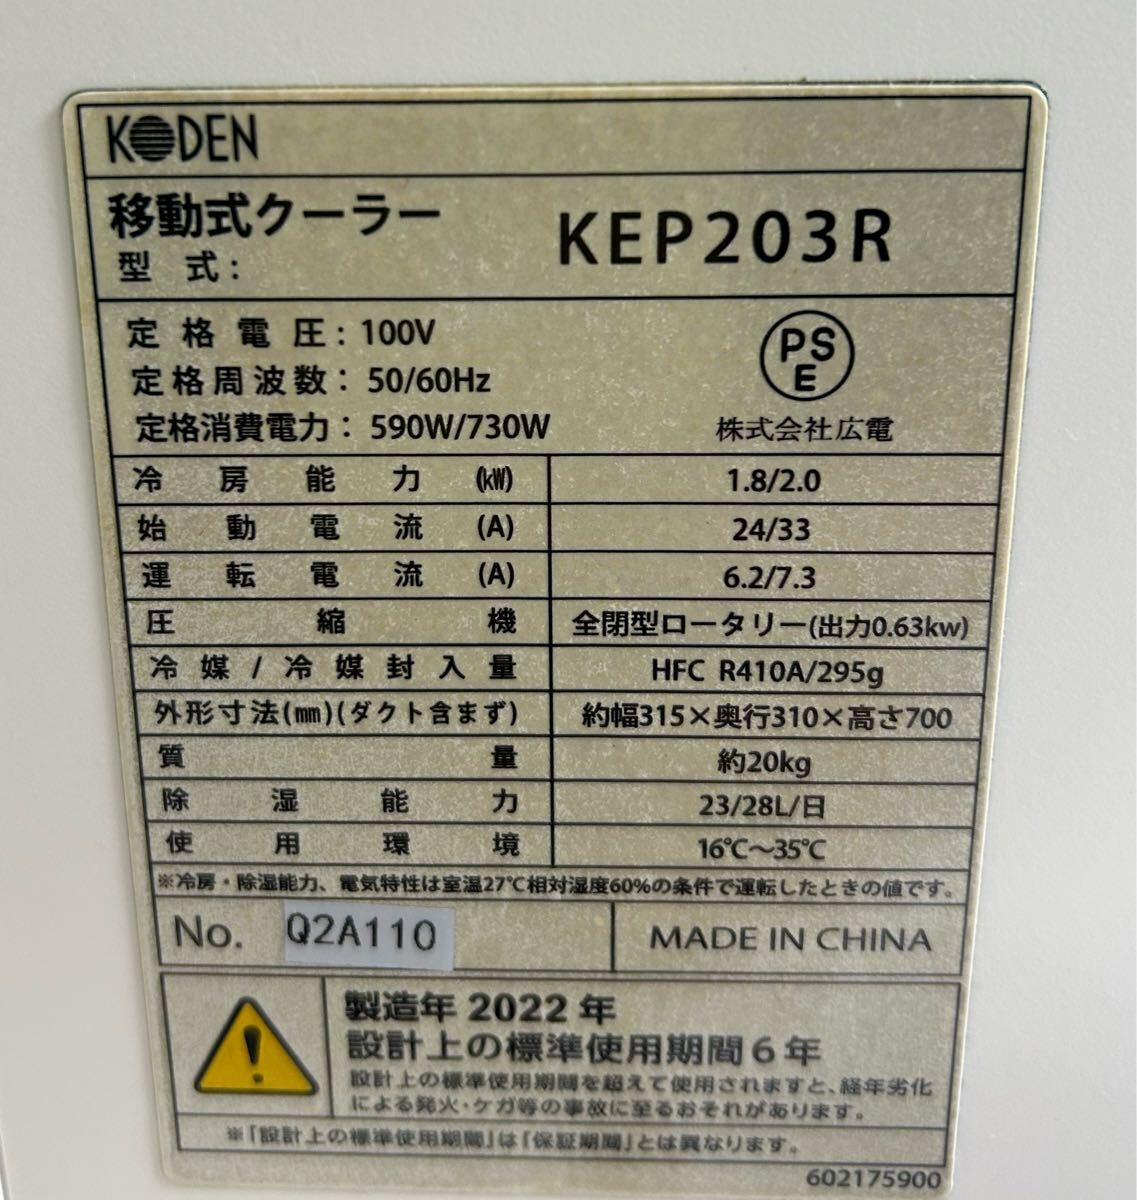 KODEN
移動式クーラー
型式: KEP203R
定格電圧: 100V
定格周波数: 50/60Hz
定格消費電力: 590W/730W
PS
E
株式会社広電
冷房能力(kW) 1.8/2.0
始動電流(A) 24/33
運転電流(A) 6.2/7.3
圧縮機 全閉型ロータリー(出力0.63kw)
冷媒/冷媒封入量 HFC R410A/295g
外形寸法(mm)(ダクト含まず) 約幅315×奥行310×高さ700
質量 約20kg
除湿能力 23/28L/日
使用環境 16℃～35℃
※冷房・除湿能力、電気特性は室温27℃相対湿度60%の条件で運転したときの値です。
No. Q2A110 MADE IN CHINA
製造年 2022 年
設計上の標準使用期間 6 年
設計上の標準使用期間を超えて使用されますと、経年劣化
による発火・ケガ等の事故に至るおそれがあります。
※「設計上の標準使用期間」は「保証期間」とは異なります。
602175900